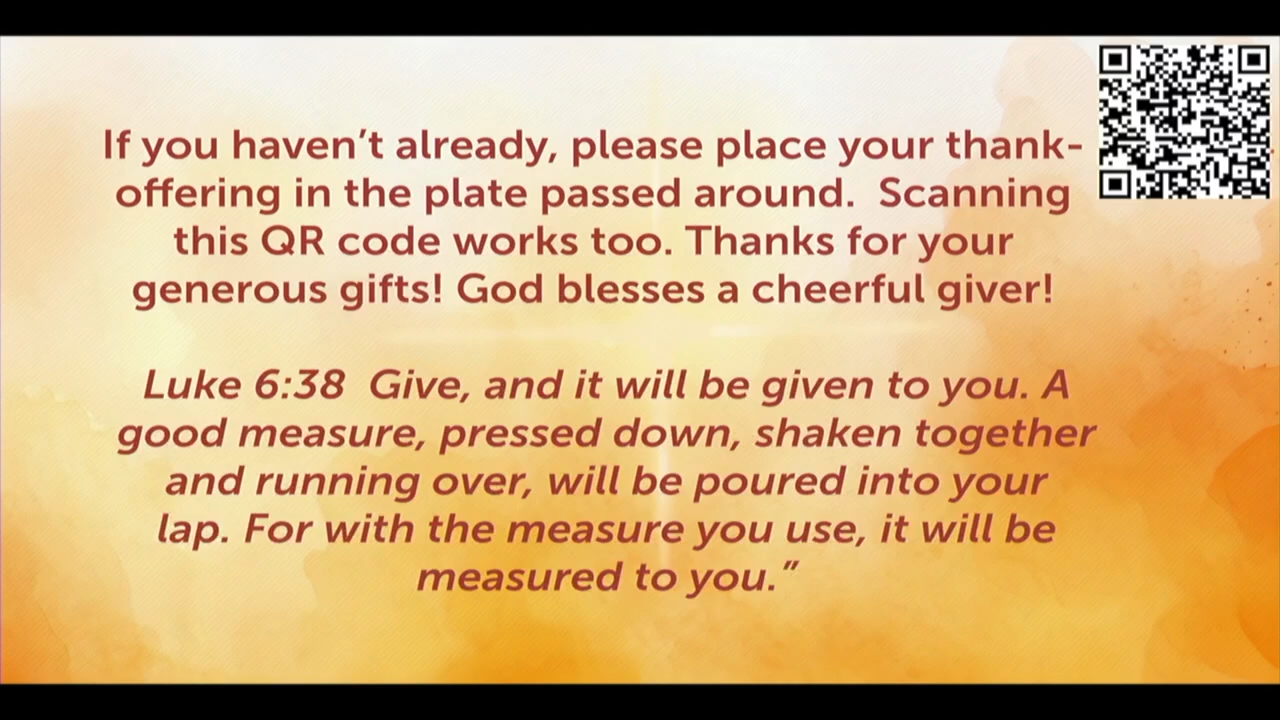 If you haven’t already, please place your thank-
offering in the plate passed around.  Scanning
this QR code works too. Thanks for your
generous gifts! God blesses a cheerful giver!
Luke 6:38  Give, and it will be given to you. A
good measure, pressed down, shaken together
and running over, will be poured into your
lap. For with the measure you use, it will be
measured to you.”